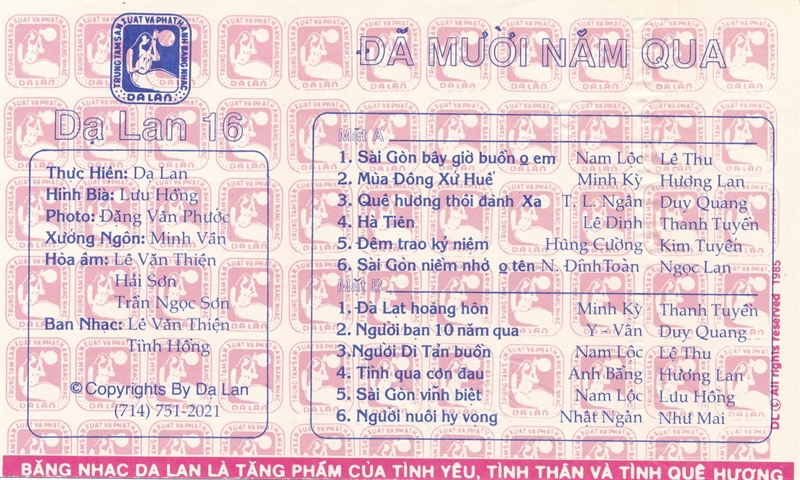 TRUNG TAM SẢN XUẤT VÀ PHÁT HÀNH BĂNG NHẠC
DẠ LAN
ĐÃ MƯỜI NĂM QUA
Dạ Lan 16
Thực Hiện: Dạ Lan
Hình Bìa: Lưu Hồng
Photo: Đặng Văn Phước
Xướng Ngôn: Minh Vân
Hòa âm: Lê Văn Thiện
Hải Sơn
Trần Ngọc Sơn
Ban Nhạc: Lê Văn Thiện
Tinh Hồng
© Copyrights By Dạ Lan
(714) 751-2021
Mặt A
1. Sài Gòn bây giờ buồn o em Nam Lộc Lê Thu
2. Mùa Đông Xứ Huế Minh Kỳ Hương Lan
3. Quê hương thỏi đánh Xa T. L. Ngân Duy Quang
4. Hà Tiên Lê Dinh Thanh Tuyền
5. Đêm trao kỷ niệm Hùng Cường Kim Tuyến
6. Sài Gòn niềm nhớ o tên N. Đình Toàn Ngọc Lan
Mặt B
1. Đà Lạt hoàng hôn Minh Kỳ Thanh Tuyền
2. Người bạn 10 năm qua Y - Vân Duy Quang
3. Người Di Tản buồn Nam Lộc Lê Thu
4. Tình qua cơn đau Anh Bằng Hương Lan
5. Sài Gòn vĩnh biệt Nam Lộc Lưu Hồng
6. Người nuôi hy vọng Nhật Ngân Như Mai
DL © All rights reserved 1985
BĂNG NHẠC DẠ LAN LÀ TẶNG PHẨM CỦA TÌNH YÊU, TÌNH THÂN VÀ TÌNH QUÊ HƯƠNG